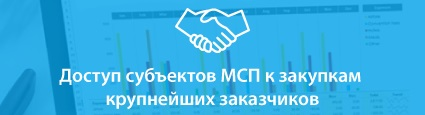 Доступ субъектов МСП к закупкам
крупнейших заказчиков